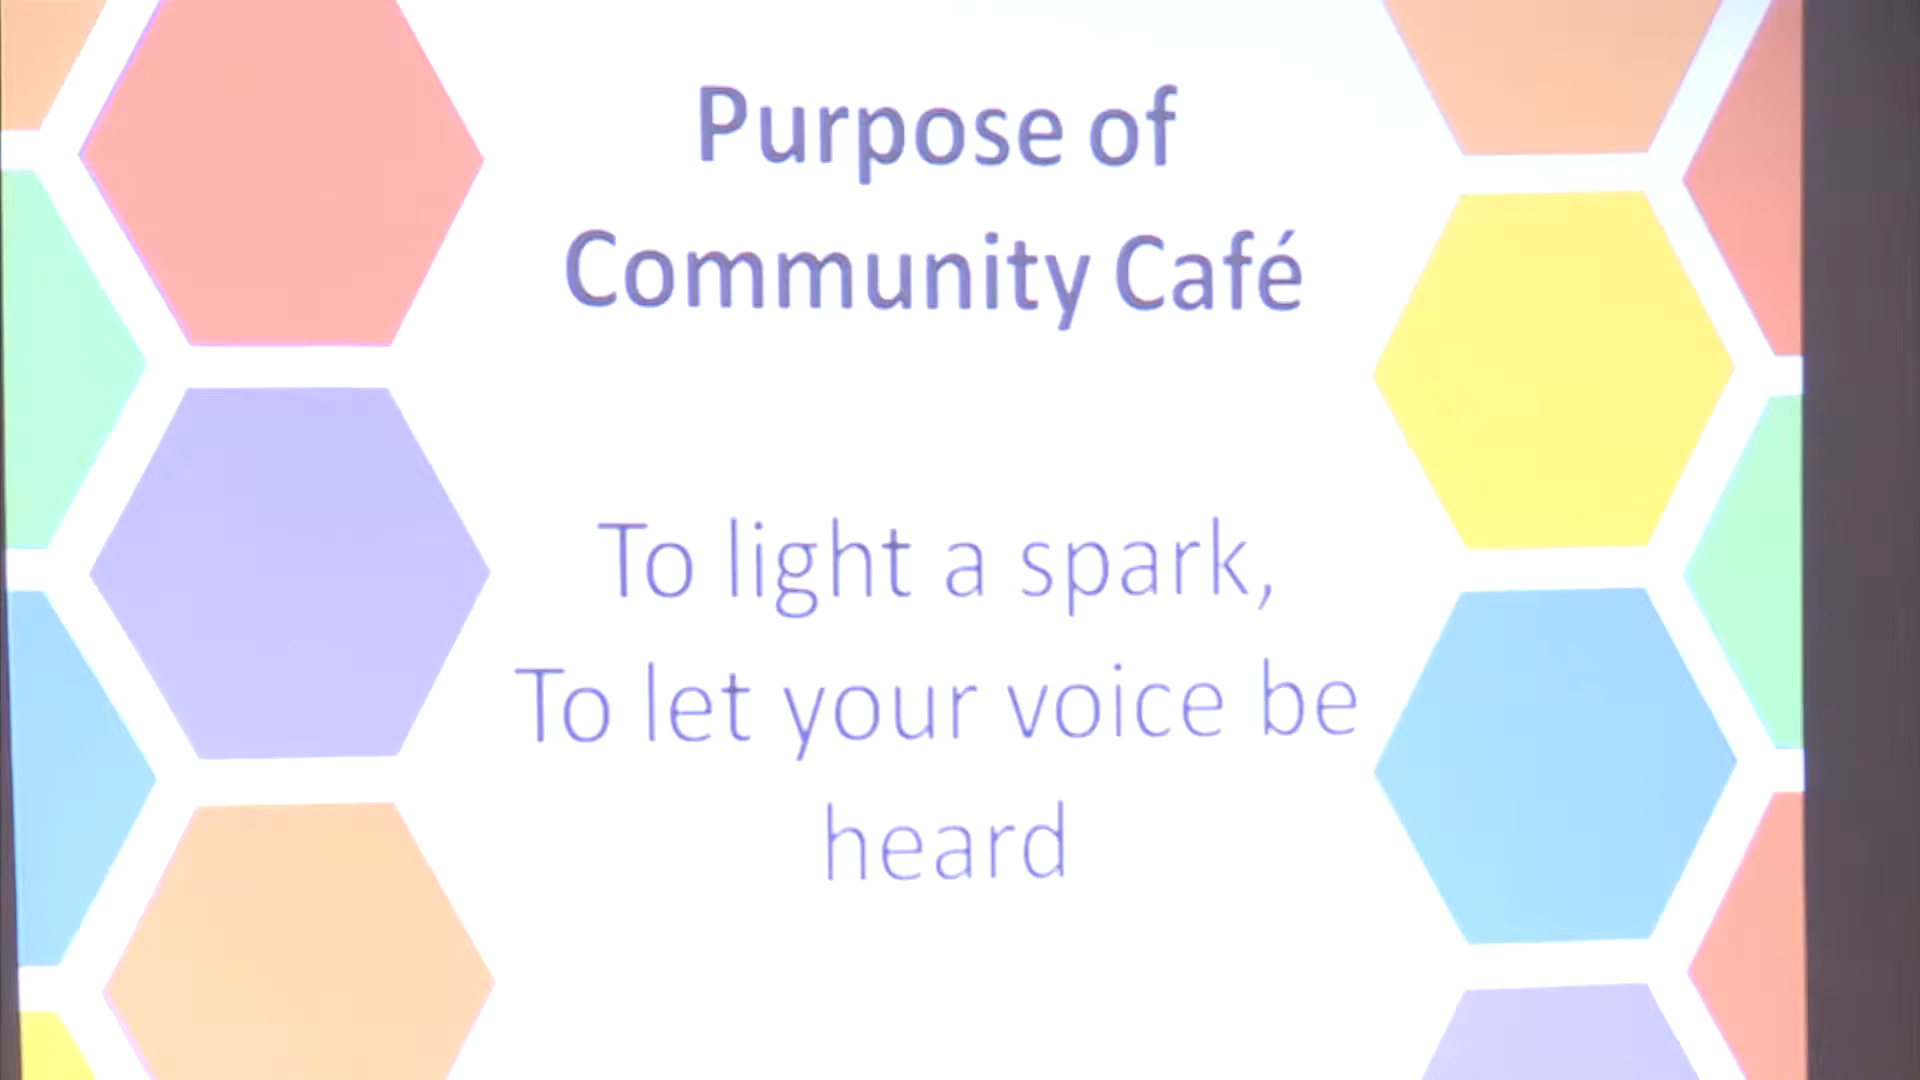 Purpose of
Community Café
To light a spark,
To let your voice be
heard